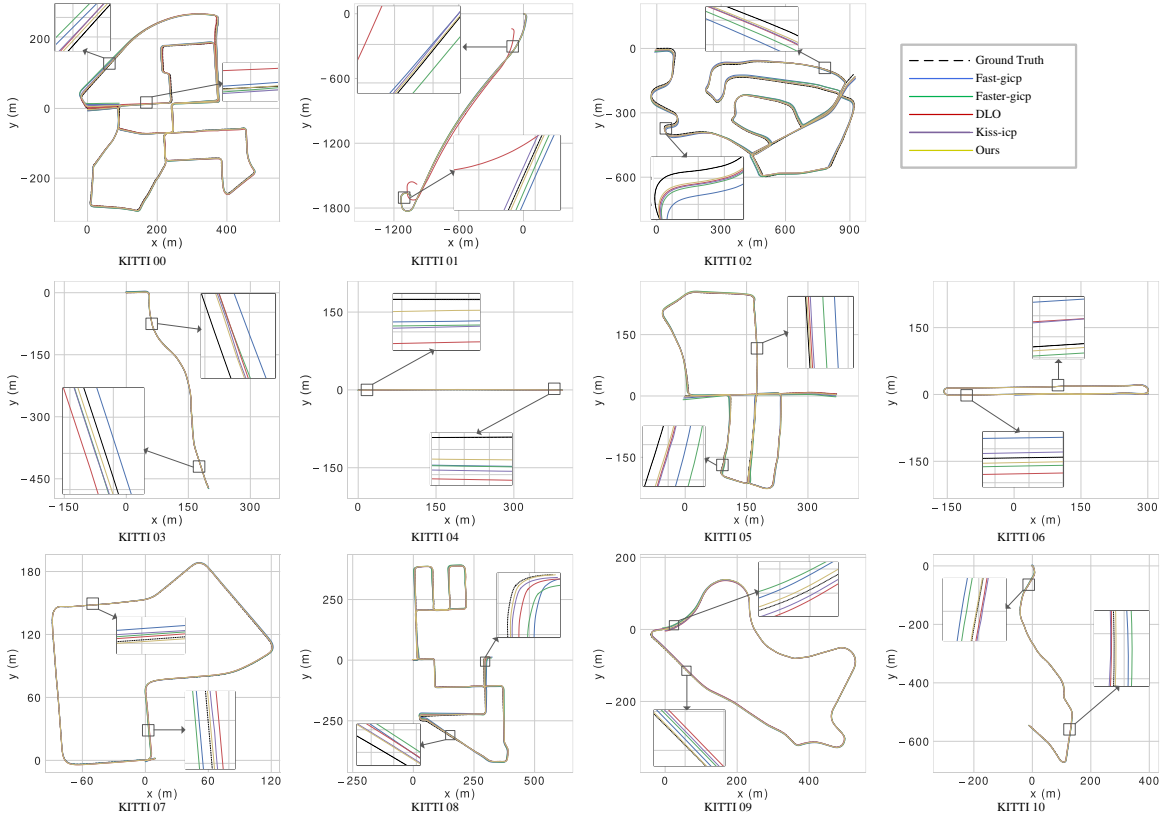 200
0
−200
y (m)
0
200
400
x (m)
KITTI 00
0
−600
−1200
−1800
y (m)
−1200
−600
0
x (m)
KITTI 01
0
−300
−600
y (m)
0
300
600
900
x (m)
KITTI 02
Ground Truth
Fast-gicp
Faster-gicp
DLO
Kiss-icp
Ours
0
−150
−300
−450
y (m)
−150
0
150
300
x (m)
KITTI 03
150
0
−150
y (m)
0
150
300
x (m)
KITTI 04
150
0
−150
y (m)
0
150
300
x (m)
KITTI 05
150
0
−150
y (m)
−150
0
150
300
x (m)
KITTI 06
180
120
60
0
y (m)
−60
0
60
120
x (m)
KITTI 07
250
0
−250
y (m)
−250
0
250
500
x (m)
KITTI 08
200
0
−200
y (m)
0
200
400
x (m)
KITTI 09
0
−200
−400
−600
y (m)
−200
0
200
400
x (m)
KITTI 10